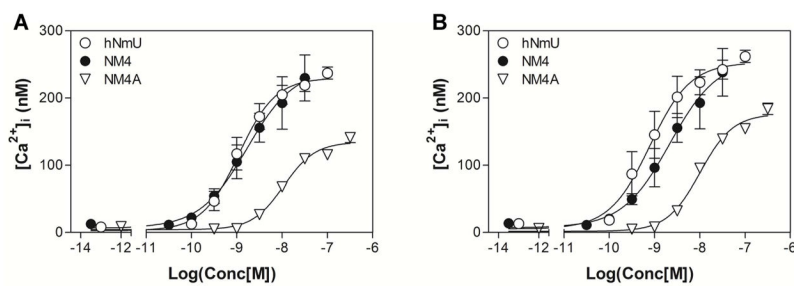 A
300
200
100
0
[Ca2+]i (nM)
hNmU
NM4
NM4A
-14 -12 -11 -10 -9 -8 -7 -6
Log(Conc[M])
B
300
200
100
0
[Ca2+]i (nM)
hNmU
NM4
NM4A
-14 -12 -11 -10 -9 -8 -7 -6
Log(Conc[M])